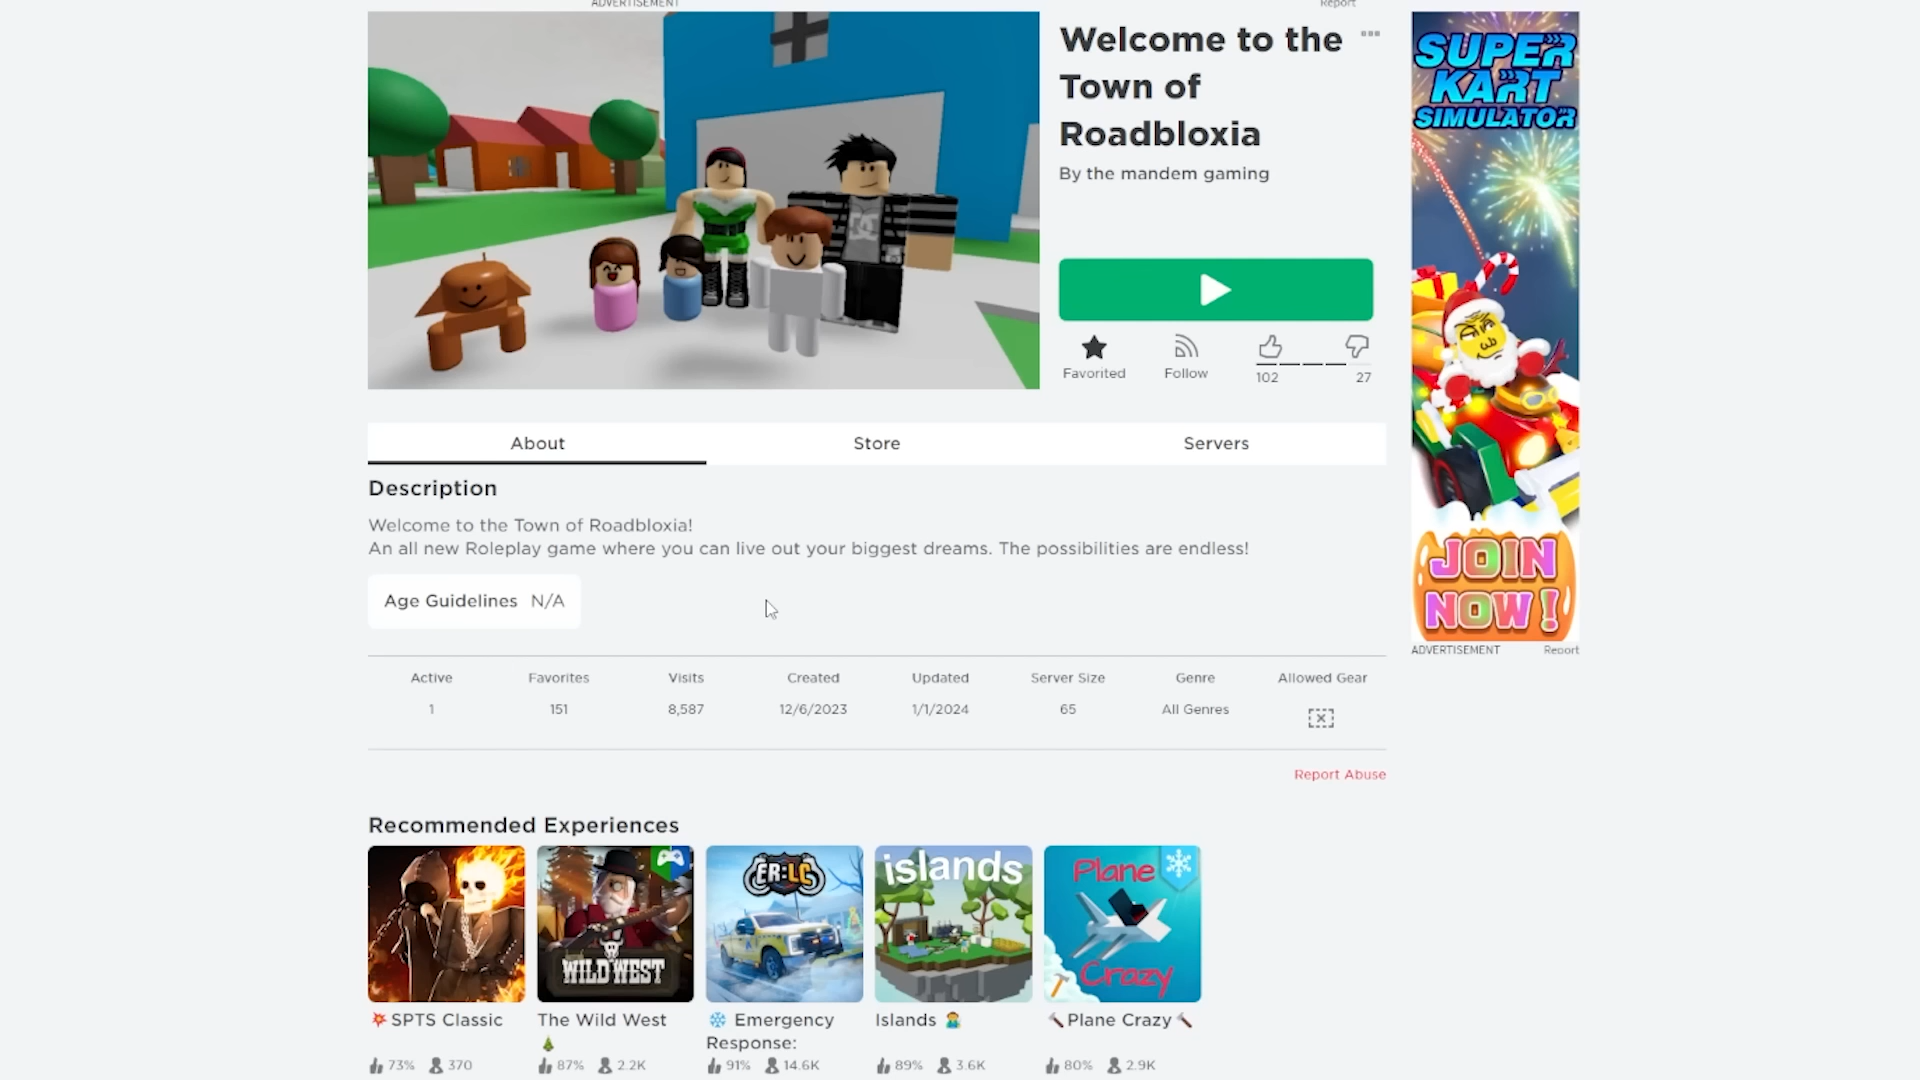 ADVERTISEMENT
Report
Welcome to the
Town of
Roadbloxia
By the mandem gaming
Favorited
Follow
102
27
About
Store
Servers
Description
Welcome to the Town of Roadbloxia!
An all new Roleplay game where you can live out your biggest dreams. The possibilities are endless!
Age Guidelines N/A
Active Favorites Visits Created Updated Server Size Genre Allowed Gear
1 151 8,587 12/6/2023 1/1/2024 65 All Genres
Report Abuse
SUPER
KART
SIMULATOR
JOIN
NOW!
ADVERTISEMENT Report
Recommended Experiences
WILD WEST
ER:LC
islands
Plane
Crazy
SPTS Classic
73% 370
The Wild West
87% 2.2K
Emergency
Response:
91% 14.6K
Islands
89% 3.6K
Plane Crazy
80% 2.9K